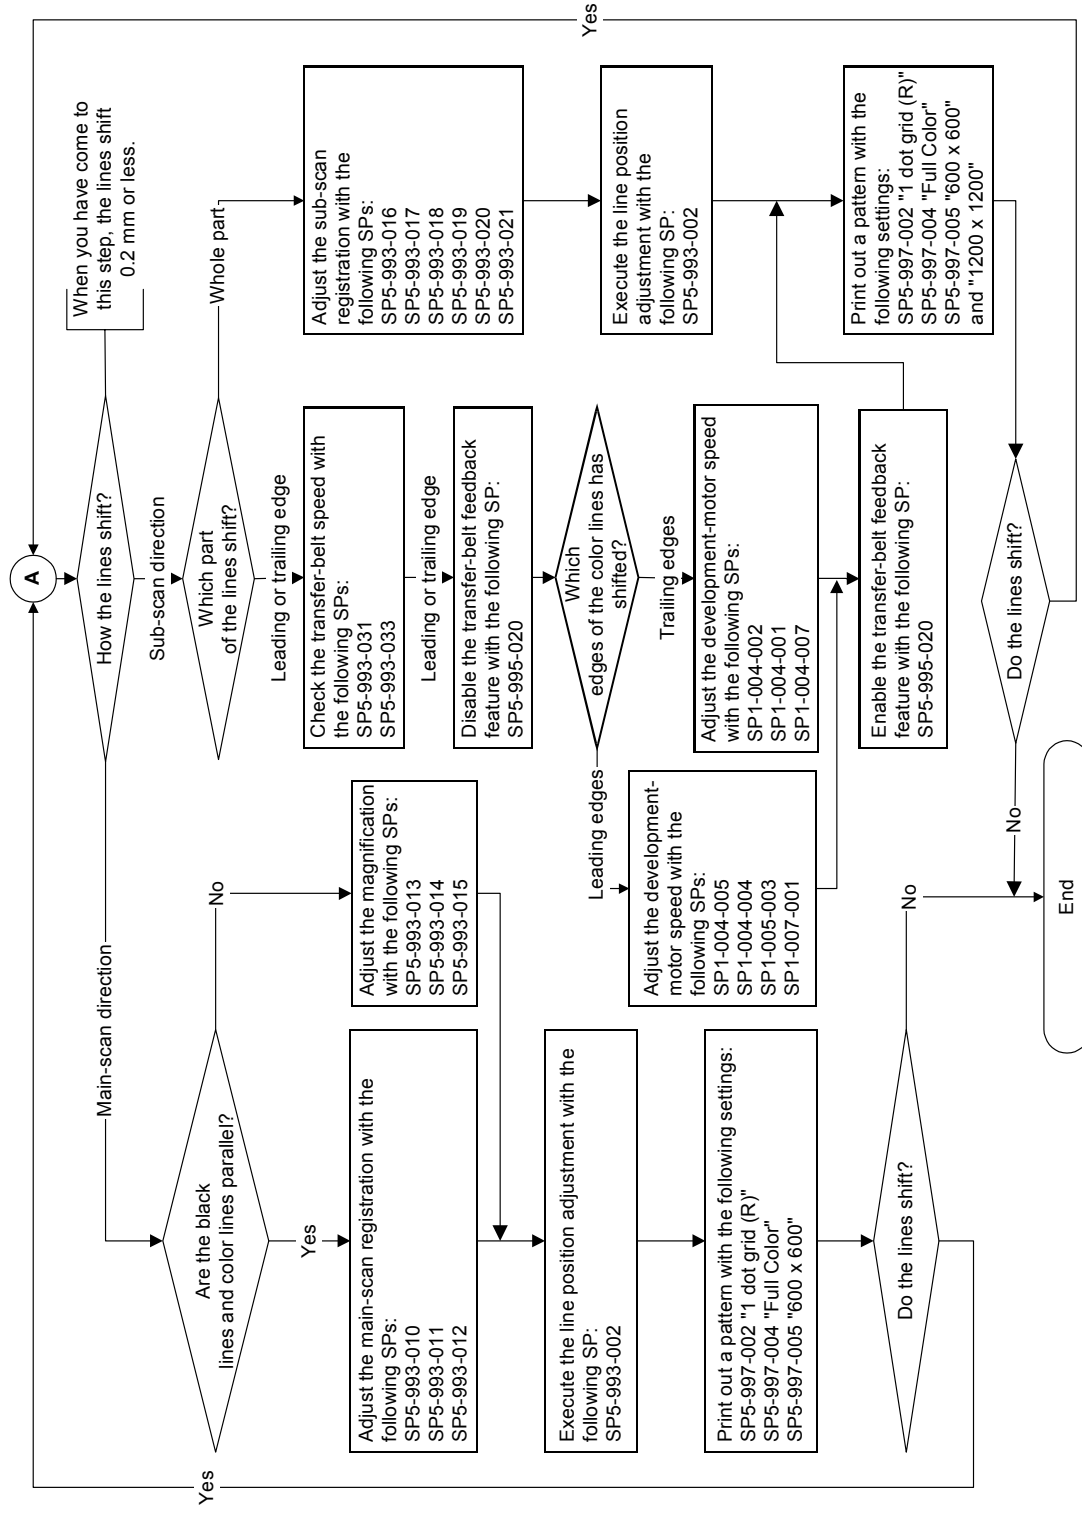 A
How the lines shift?
When you have come to
this step, the lines shift
0.2 mm or less.
Main-scan direction
Sub-scan direction
Are the black
lines and color lines parallel?
Yes
No
Adjust the main-scan registration with the
following SPs:
SP5-993-010
SP5-993-011
SP5-993-012
Adjust the magnification
with the following SPs:
SP5-993-013
SP5-993-014
SP5-993-015
Execute the line position adjustment with the
following SP:
SP5-993-002
Print out a pattern with the following settings:
SP5-997-002 "1 dot grid (R)"
SP5-997-004 "Full Color"
SP5-997-005 "600 x 600"
Do the lines shift?
Yes
No
Which part
of the lines shift?
Leading or trailing edge
Whole part
Check the transfer-belt speed with
the following SPs:
SP5-993-031
SP5-993-033
Leading or trailing edge
Disable the transfer-belt feedback
feature with the following SP:
SP5-995-020
Which
edges of the color lines has
shifted?
Leading edges
Trailing edges
Adjust the development-
motor speed with the
following SPs:
SP1-004-005
SP1-004-004
SP1-005-003
SP1-007-001
Adjust the development-motor speed
with the following SPs:
SP1-004-002
SP1-004-001
SP1-004-007
Enable the transfer-belt feedback
feature with the following SP:
SP5-995-020
Adjust the sub-scan
registration with the
following SPs:
SP5-993-016
SP5-993-017
SP5-993-018
SP5-993-019
SP5-993-020
SP5-993-021
Execute the line position
adjustment with the
following SP:
SP5-993-002
Print out a pattern with the
following settings:
SP5-997-002 "1 dot grid (R)"
SP5-997-004 "Full Color"
SP5-997-005 "600 x 600"
and "1200 x 1200"
Do the lines shift?
Yes
No
End